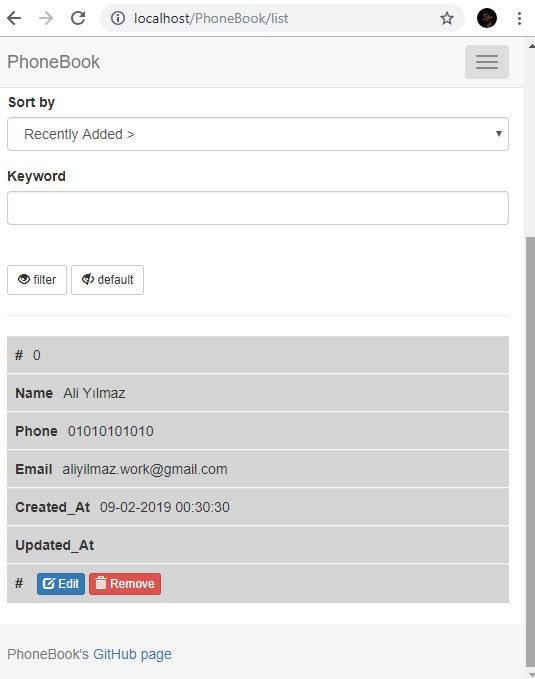 localhost/PhoneBook/list
PhoneBook
Sort by
Recently Added >
Keyword
filter default
# 0
Name Ali Yılmaz
Phone 01010101010
Email aliyilmaz.work@gmail.com
Created_At 09-02-2019 00:30:30
Updated_At
# Edit Remove
PhoneBook's GitHub page